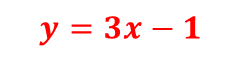 y = 3x − 1